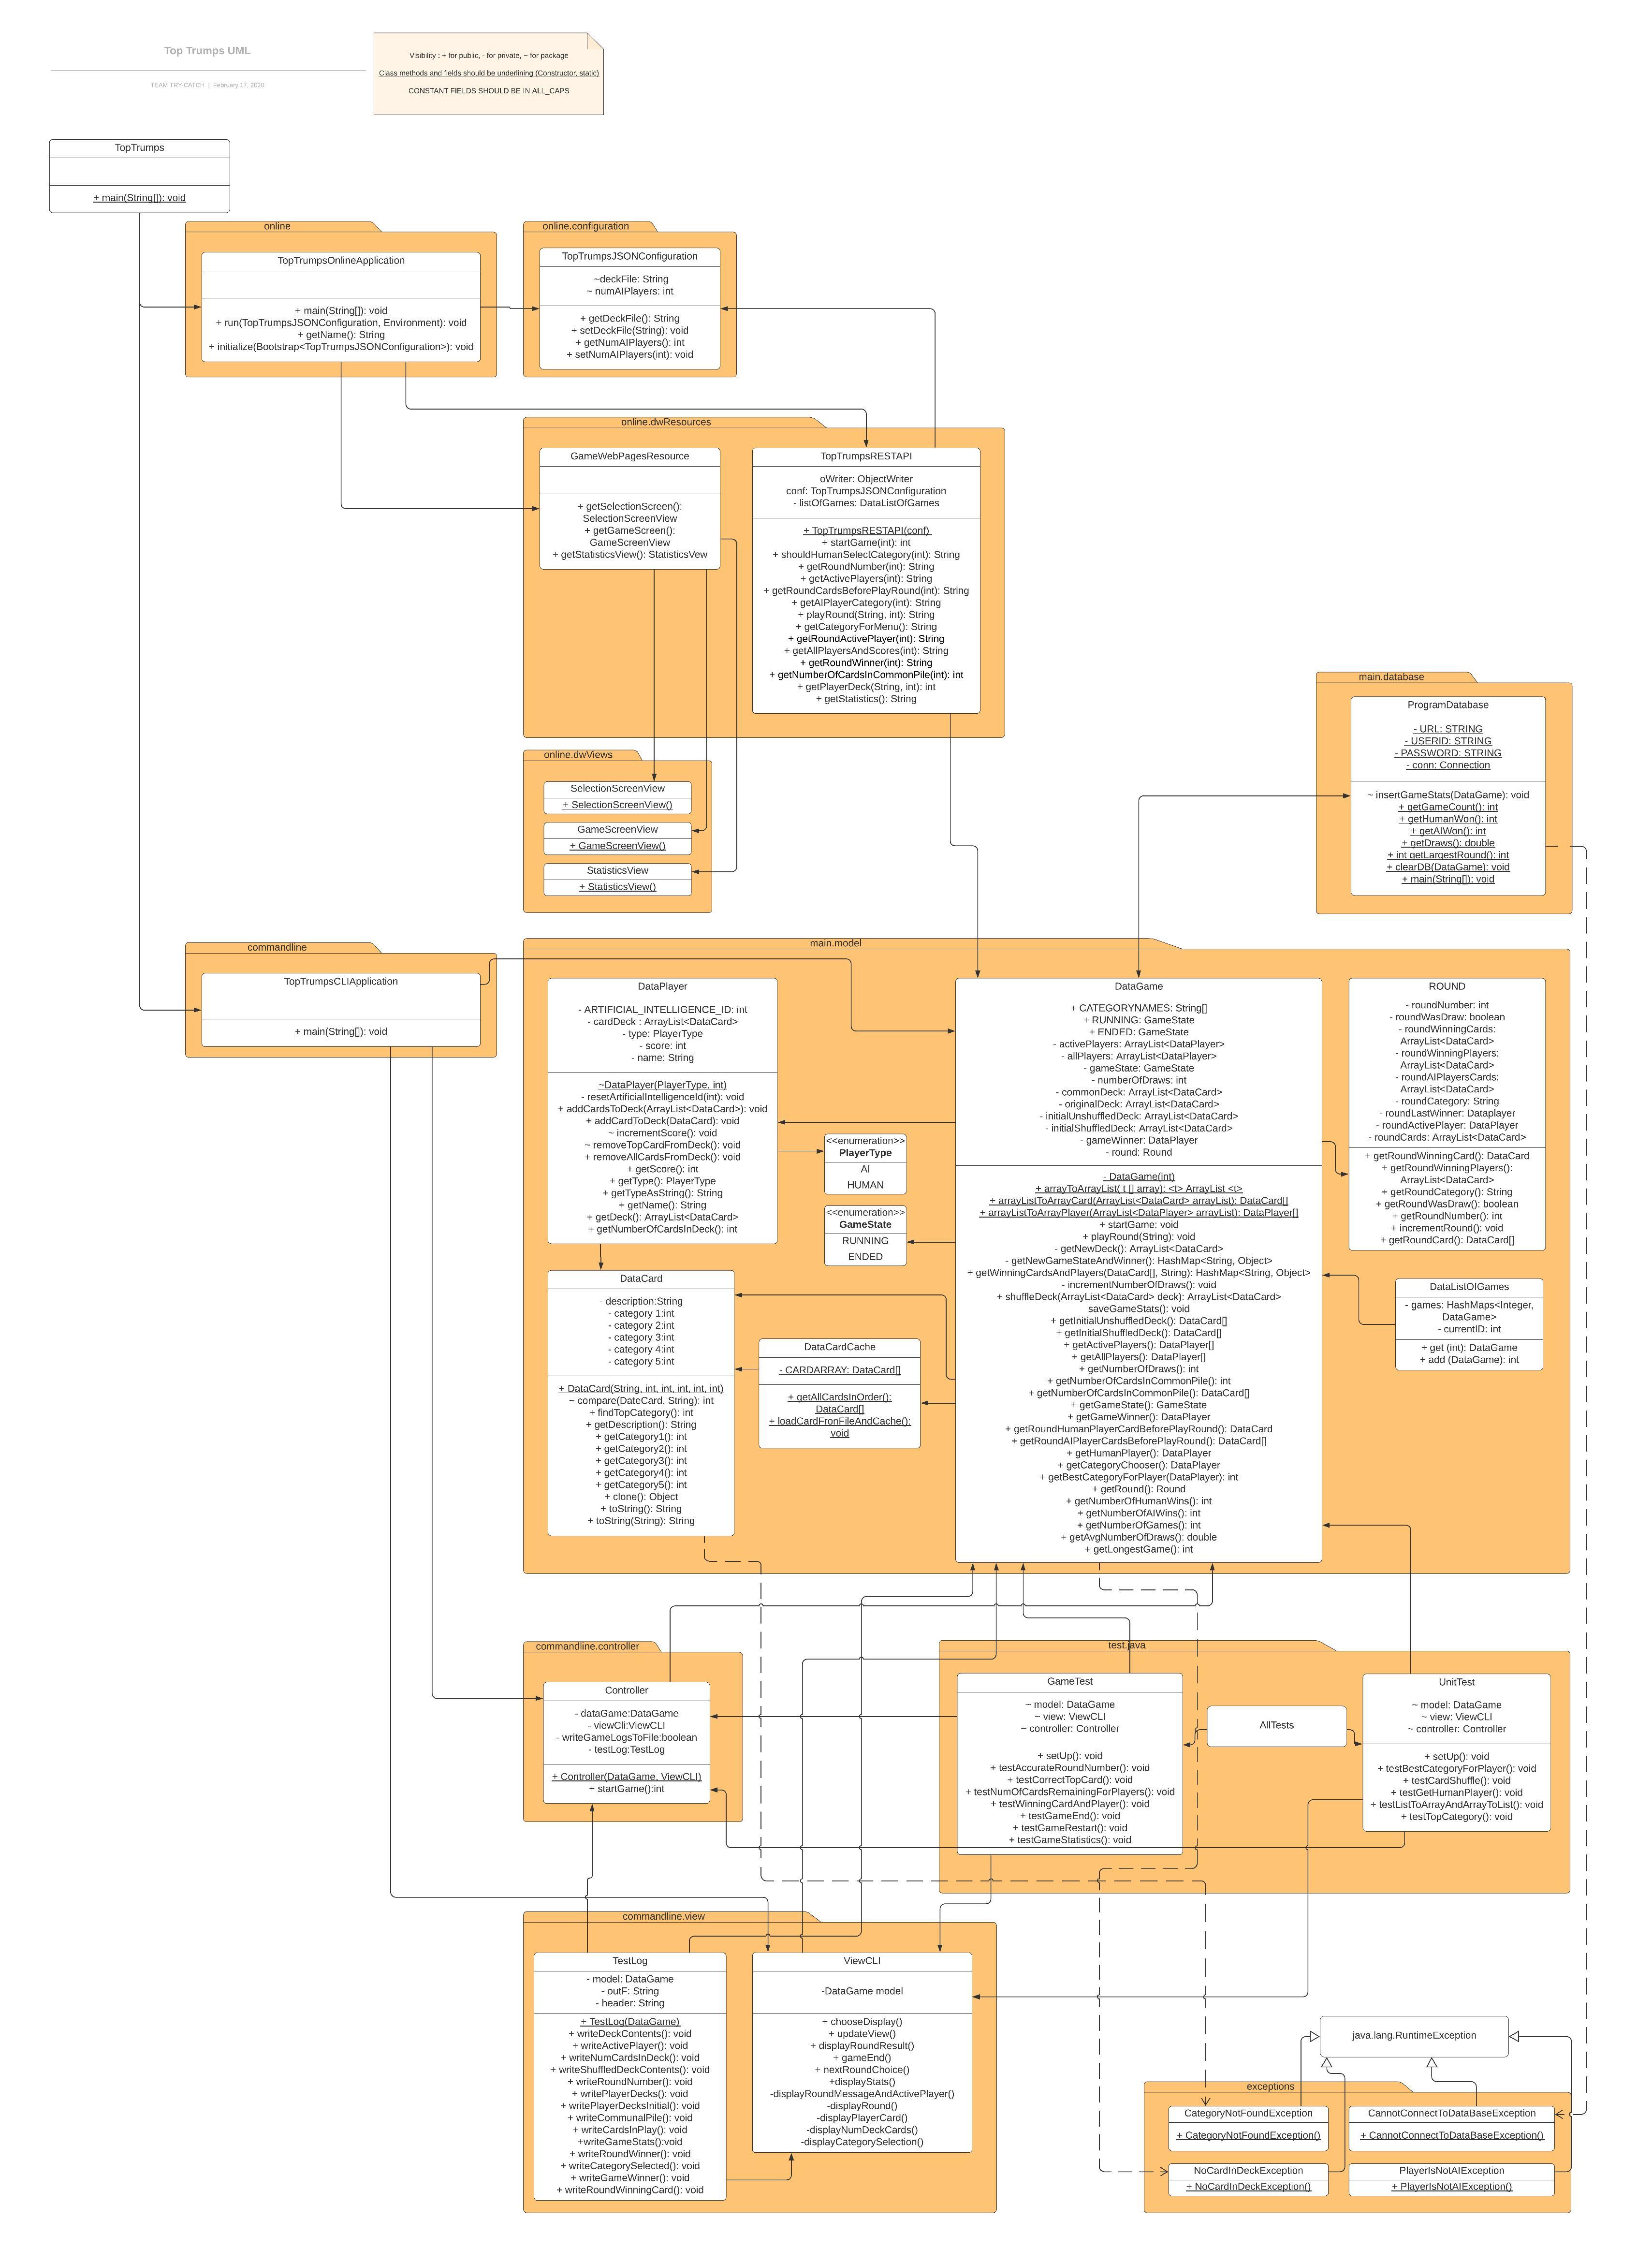 Top Trumps UML
TEAM TRY-CATCH | February 17, 2020
Visibility : + for public, - for private, ~ for package
Class methods and fields should be underlining (Constructor, static)
CONSTANT FIELDS SHOULD BE IN ALL_CAPS
TopTrumps
+ main(String[]): void
online
TopTrumpsOnlineApplication
+ main(String[]): void
+ run(TopTrumpsJSONConfiguration, Environment): void
+ getName(): String
+ initialize(Bootstrap<TopTrumpsJSONConfiguration>): void
online.configuration
TopTrumpsJSONConfiguration
~deckFile: String
~ numAIPlayers: int
+ getDeckFile(): String
+ setDeckFile(String): void
+ getNumAIPlayers(): int
+ setNumAIPlayers(int): void
online.dwResources
GameWebPagesResource
+ getSelectionScreen():
SelectionScreenView
+ getGameScreen():
GameScreenView
+ getStatisticsView(): StatisticsVew
TopTrumpsRESTAPI
oWriter: ObjectWriter
conf: TopTrumpsJSONConfiguration
- listOfGames: DataListOfGames
+ TopTrumpsRESTAPI(conf)
+ startGame(int): int
+ shouldHumanSelectCategory(int): String
+ getRoundNumber(int): String
+ getActivePlayers(int): String
+ getRoundCardsBeforePlayRound(int): String
+ getAIPlayerCategory(int): String
+ playRound(String, int): String
+ getCategoryForMenu(): String
+ getRoundActivePlayer(int): String
+ getAllPlayersAndScores(int): String
+ getRoundWinner(int): String
+ getNumberOfCardsInCommonPile(int): int
+ getPlayerDeck(String, int): int
+ getStatistics(): String
online.dwViews
SelectionScreenView
+ SelectionScreenView()
GameScreenView
+ GameScreenView()
StatisticsView
+ StatisticsView()
main.database
ProgramDatabase
- URL: STRING
- USERID: STRING
- PASSWORD: STRING
- conn: Connection
~ insertGameStats(DataGame): void
+ getGameCount(): int
+ getHumanWon(): int
+ getAIWon(): int
+ getDraws(): double
+ int getLargestRound(): int
+ clearDB(DataGame): void
+ main(String[]): void
commandline
TopTrumpsCLIApplication
+ main(String[]): void
main.model
DataPlayer
- ARTIFICIAL_INTELLIGENCE_ID: int
- cardDeck : ArrayList<DataCard>
- type: PlayerType
- score: int
- name: String
~DataPlayer(PlayerType, int)
- resetArtificialIntelligenceId(int): void
+ addCardsToDeck(ArrayList<DataCard>): void
+ addCardToDeck(DataCard): void
~ incrementScore(): void
~ removeTopCardFromDeck(): void
+ removeAllCardsFromDeck(): void
+ getScore(): int
+ getType(): PlayerType
+ getTypeAsString(): String
+ getName(): String
+ getDeck(): ArrayList<DataCard>
+ getNumberOfCardsInDeck(): int
<<enumeration>>
PlayerType
AI
HUMAN
<<enumeration>>
GameState
RUNNING
ENDED
DataGame
+ CATEGORYNAMES: String[]
+ RUNNING: GameState
+ ENDED: GameState
- activePlayers: ArrayList<DataPlayer>
- allPlayers: ArrayList<DataPlayer>
- gameState: GameState
- numberOfDraws: int
- commonDeck: ArrayList<DataCard>
- originalDeck: ArrayList<DataCard>
- initialUnshuffledDeck: ArrayList<DataCard>
- initialShuffledDeck: ArrayList<DataCard>
- gameWinner: DataPlayer
- round: Round
- DataGame(int)
+ arrayToArrayList( t [] array): <t> ArrayList <t>
+ arrayListToArrayCard(ArrayList<DataCard> arrayList): DataCard[]
+ arrayListToArrayPlayer(ArrayList<DataPlayer> arrayList): DataPlayer[]
+ startGame: void
+ playRound(String): void
- getNewDeck(): ArrayList<DataCard>
- getNewGameStateAndWinner(): HashMap<String, Object>
+ getWinningCardsAndPlayers(DataCard[], String): HashMap<String, Object>
- incrementNumberOfDraws(): void
+ shuffleDeck(ArrayList<DataCard> deck): ArrayList<DataCard>
saveGameStats(): void
+ getInitialUnshuffledDeck(): DataCard[]
+ getInitialShuffledDeck(): DataCard[]
+ getActivePlayers(): DataPlayer[]
+ getAllPlayers(): DataPlayer[]
+ getNumberOfDraws(): int
+ getNumberOfCardsInCommonPile(): int
+ getNumberOfCardsInCommonPile(): DataCard[]
+ getGameState(): GameState
+ getGameWinner(): DataPlayer
+ getRoundHumanPlayerCardBeforePlayRound(): DataCard
+ getRoundAIPlayerCardsBeforePlayRound(): DataCard[]
+ getHumanPlayer(): DataPlayer
+ getCategoryChooser(): DataPlayer
+ getBestCategoryForPlayer(DataPlayer): int
+ getRound(): Round
+ getNumberOfHumanWins(): int
+ getNumberOfAIWins(): int
+ getNumberOfGames(): int
+ getAvgNumberOfDraws(): double
+ getLongestGame(): int
ROUND
- roundNumber: int
- roundWasDraw: boolean
- roundWinningCards:
ArrayList<DataCard>
- roundWinningPlayers:
ArrayList<DataCard>
- roundAIPlayersCards:
ArrayList<DataCard>
- roundCategory: String
- roundLastWinner: Dataplayer
- roundActivePlayer: DataPlayer
- roundCards: ArrayList<DataCard>
+ getRoundWinningCard(): DataCard
+ getRoundWinningPlayers():
ArrayList<DataCard>
+ getRoundCategory(): String
+ getRoundWasDraw(): boolean
+ getRoundNumber(): int
+ incrementRound(): void
+ getRoundCard(): DataCard[]
DataCard
- description:String
- category 1:int
- category 2:int
- category 3:int
- category 4:int
- category 5:int
+ DataCard(String, int, int, int, int, int)
~ compare(DateCard, String): int
+ findTopCategory(): int
+ getDescription(): String
+ getCategory1(): int
+ getCategory2(): int
+ getCategory3(): int
+ getCategory4(): int
+ getCategory5(): int
+ clone(): Object
+ toString(): String
+ toString(String): String
DataCardCache
- CARDARRAY: DataCard[]
+ getAllCardsInOrder():
DataCard[]
+ loadCardFronFileAndCache():
void
DataListOfGames
- games: HashMaps<Integer,
DataGame>
- currentID: int
+ get (int): DataGame
+ add (DataGame): int
commandline.controller
Controller
- dataGame:DataGame
- viewCli:ViewCLI
- writeGameLogsToFile:boolean
- testLog:TestLog
+ Controller(DataGame, ViewCLI)
+ startGame():int
test.java
GameTest
~ model: DataGame
~ view: ViewCLI
~ controller: Controller
+ setUp(): void
+ testAccurateRoundNumber(): void
+ testCorrectTopCard(): void
+ testNumOfCardsRemainingForPlayers(): void
+ testWinningCardAndPlayer(): void
+ testGameEnd(): void
+ testGameRestart(): void
+ testGameStatistics(): void
AllTests
UnitTest
~ model: DataGame
~ view: ViewCLI
~ controller: Controller
+ setUp(): void
+ testBestCategoryForPlayer(): void
+ testCardShuffle(): void
+ testGetHumanPlayer(): void
+ testListToArrayAndArrayToList(): void
+ testTopCategory(): void
commandline.view
TestLog
- model: DataGame
- outF: String
- header: String
+ TestLog(DataGame)
+ writeDeckContents(): void
+ writeActivePlayer(): void
+ writeNumCardsInDeck(): void
+ writeShuffledDeckContents(): void
+ writeRoundNumber(): void
+ writePlayerDecks(): void
+ writePlayerDecksInitial(): void
+ writeCommunalPile(): void
+ writeCardsInPlay(): void
+writeGameStats():void
+ writeRoundWinner(): void
+ writeCategorySelected(): void
+ writeGameWinner(): void
+ writeRoundWinningCard(): void
ViewCLI
-DataGame model
+ chooseDisplay()
+ updateView()
+ displayRoundResult()
+ gameEnd()
+ nextRoundChoice()
+displayStats()
-displayRoundMessageAndActivePlayer()
-displayRound()
-displayPlayerCard()
-displayNumDeckCards()
-displayCategorySelection()
java.lang.RuntimeException
exceptions
CategoryNotFoundException
+ CategoryNotFoundException()
CannotConnectToDataBaseException
+ CannotConnectToDataBaseException()
NoCardInDeckException
+ NoCardInDeckException()
PlayerIsNotAIException
+ PlayerIsNotAIException()